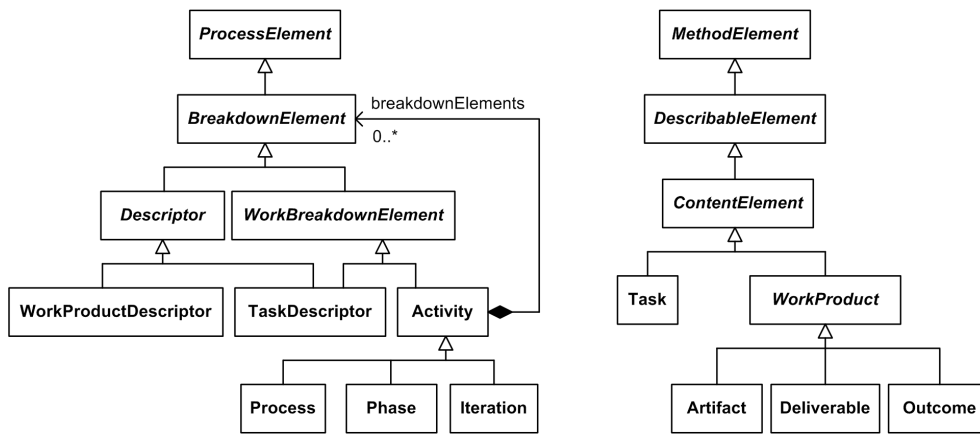 ProcessElement
MethodElement
breakdownElements
BreakdownElement
DescribableElement
0..*
Descriptor
WorkBreakdownElement
ContentElement
WorkProductDescriptor
TaskDescriptor
Activity
Task
WorkProduct
Process
Phase
Iteration
Artifact
Deliverable
Outcome